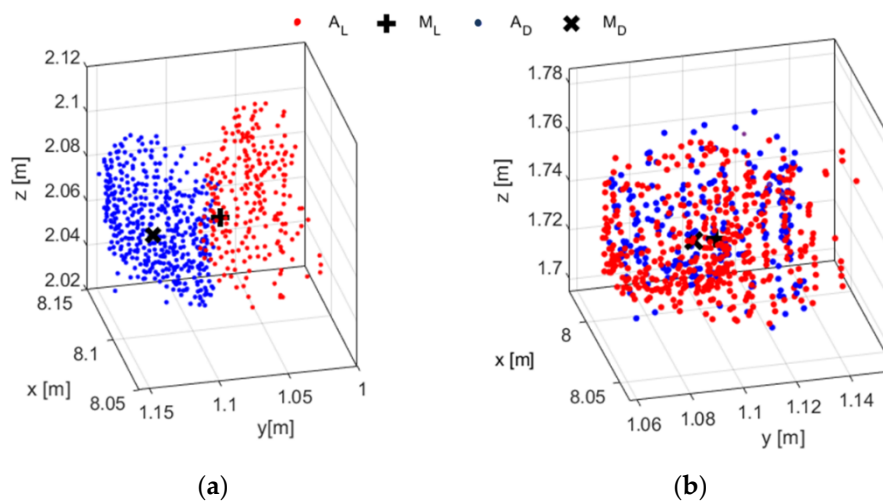 A_L M_L A_D M_D
2.12
2.1
2.08
2.06
2.04
2.02
z [m]
8.15
8.1
8.05
x [m]
1.15
1.1
1.05
1
y[m]
(a)
1.78
1.76
1.74
1.72
1.7
z [m]
8
8.05
x [m]
1.06
1.08
1.1
1.12
1.14
y [m]
(b)